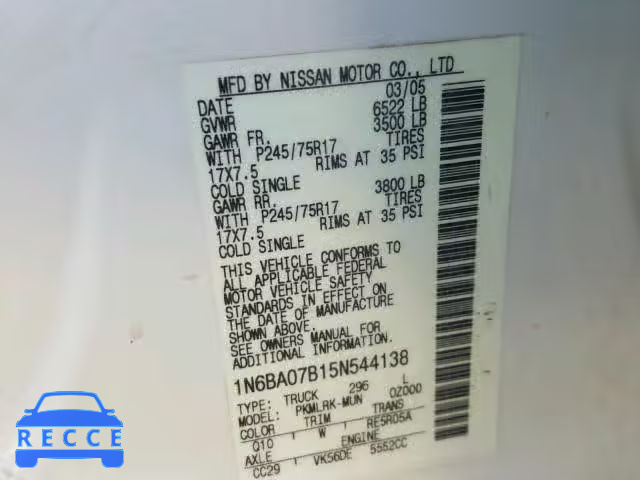 MFD BY NISSAN MOTOR CO., LTD
DATE 03/05
GVWR 6522 LB
GAWR FR. 3500 LB
WITH P245/75R17 TIRES
17X7.5 RIMS AT 35 PSI
COLD SINGLE
GAWR RR. 3800 LB
WITH P245/75R17 TIRES
17X7.5 RIMS AT 35 PSI
COLD SINGLE
THIS VEHICLE CONFORMS TO
ALL APPLICABLE FEDERAL
MOTOR VEHICLE SAFETY
STANDARDS IN EFFECT ON
THE DATE OF MANUFACTURE
SHOWN ABOVE.
SEE OWNERS MANUAL FOR
ADDITIONAL INFORMATION
1N6BA07B15N544138
TYPE: TRUCK 296 L
MODEL: PKMLRK-MUN OZOOO
COLOR TRIM TRANS
Q10 W RE5R05A
AXLE ENGINE
CC29 VK56DE 5552CC
RECCE